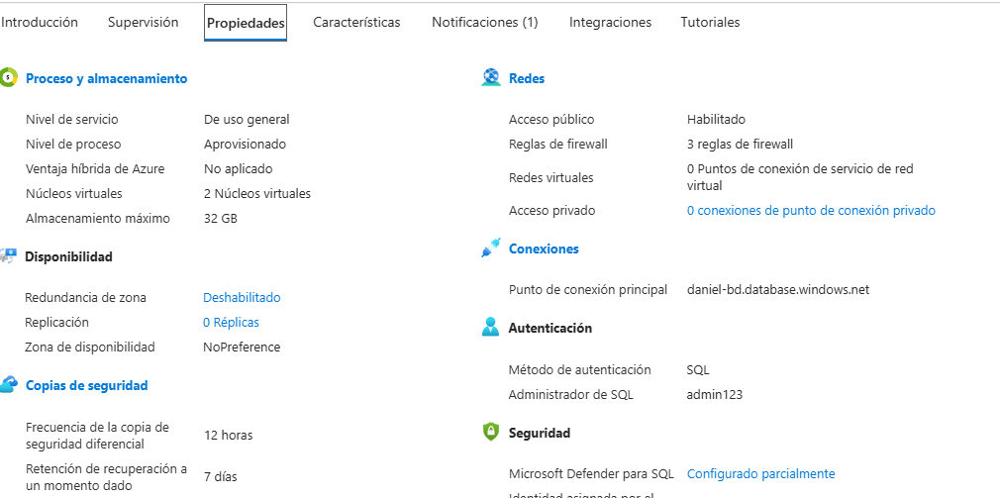 Introducción Supervisión Propiedades Características Notificaciones (1) Integraciones Tutoriales
Proceso y almacenamiento
Nivel de servicio De uso general
Nivel de proceso Aprovisionado
Ventaja híbrida de Azure No aplicado
Núcleos virtuales 2 Núcleos virtuales
Almacenamiento máximo 32 GB
Disponibilidad
Redundancia de zona Deshabilitado
Replicación 0 Réplicas
Zona de disponibilidad NoPreference
Copias de seguridad
Frecuencia de la copia de
seguridad diferencial 12 horas
Retención de recuperación a
un momento dado 7 días
Redes
Acceso público Habilitado
Reglas de firewall 3 reglas de firewall
Redes virtuales 0 Puntos de conexión de servicio de red
virtual
Acceso privado 0 conexiones de punto de conexión privado
Conexiones
Punto de conexión principal daniel-bd.database.windows.net
Autenticación
Método de autenticación SQL
Administrador de SQL admin123
Seguridad
Microsoft Defender para SQL Configurado parcialmente
Identidad asignada por el